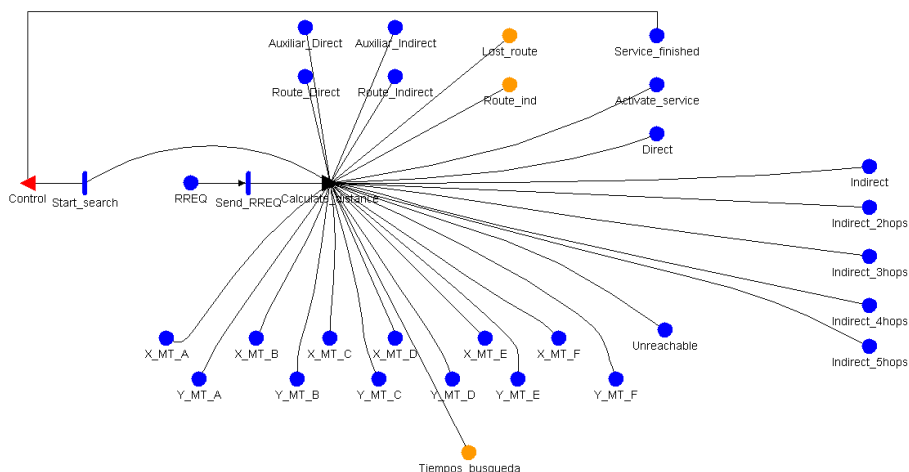 Auxiliar_Direct
Auxiliar_Indirect
Lost_route
Service_finished
Route_Direct
Route_Indirect
Route_ind
Activate_service
Direct
Indirect
Control
Start_search
RREQ
Send_RREQ
Calculate_distance
Indirect_2hops
Indirect_3hops
Indirect_4hops
Unreachable
Indirect_5hops
X_MT_A
X_MT_B
X_MT_C
X_MT_D
X_MT_E
X_MT_F
Y_MT_A
Y_MT_B
Y_MT_C
Y_MT_D
Y_MT_E
Y_MT_F
Tiempos_busqueda